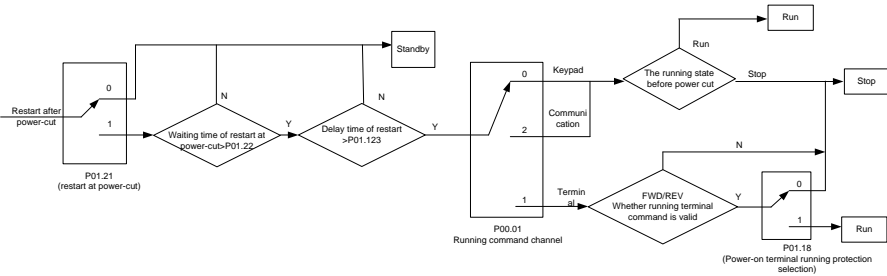 Restart after
power-cut
0
1
P01.21
(restart at power-cut)
Waiting time of restart at
power-cut>P01.22
N
Y
Delay time of restart
>P01.123
N
Y
Standby
0
2
1
P00.01
Running command channel
Keypad
Communi
cation
Termin
al
The running state
before power cut
Run
Run
Stop
Stop
FWD/REV
Whether running terminal
command is valid
N
Y
0
1
P01.18
(Power-on terminal running protection
selection)
Run